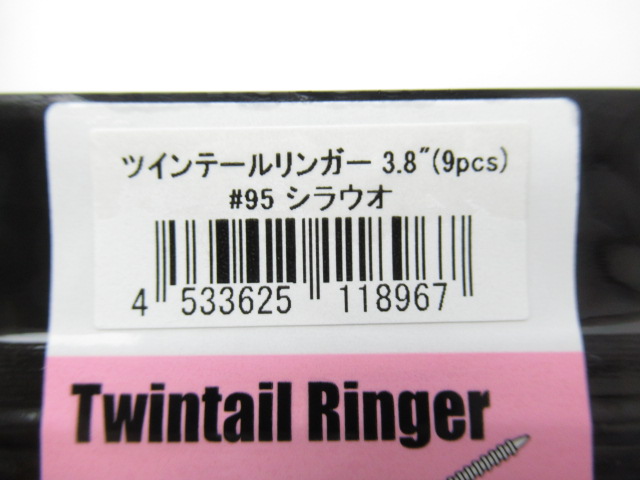 ツインテールリンガー 3.8"(9pcs)
#95 シラウオ
4 533625 118967
Twintail Ringer